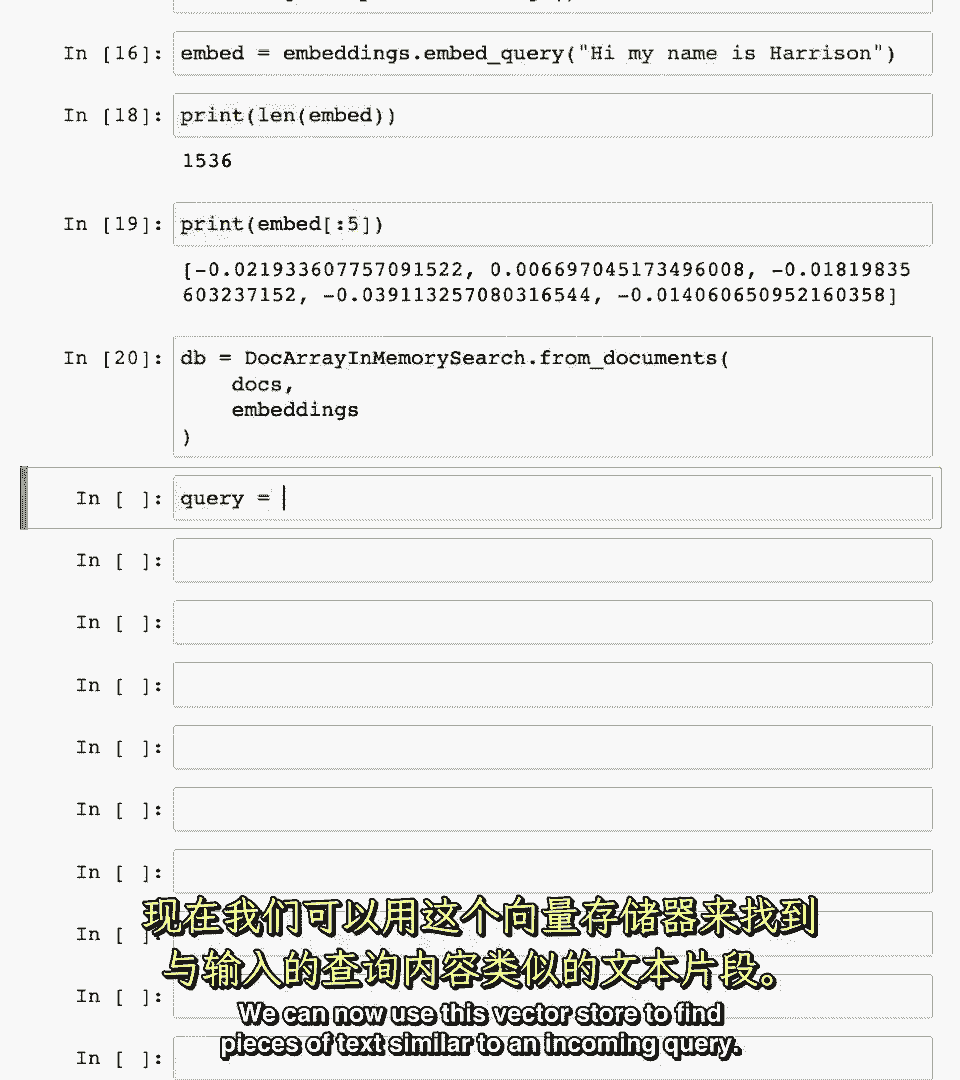 In [16]: embed = embeddings.embed_query("Hi my name is Harrison")
In [18]: print(len(embed))
1536
In [19]: print(embed[:5])
[-0.021933607757091522, 0.006697045173496008, -0.01819835
603237152, -0.039113257080316544, -0.014060650952160358]
In [20]: db = DocArrayInMemorySearch.from_documents(
docs,
embeddings
)
In [ ]: query =
In [ ]:
In [ ]:
In [ ]:
In [ ]:
In [ ]:
In [ ]:
In [ ]:
In [ ]:
In [ ]:
现在我们可以用这个向量存储器来找到
与输入的查询内容类似的文本片段。
We can now use this vector store to find
pieces of text similar to an incoming query.